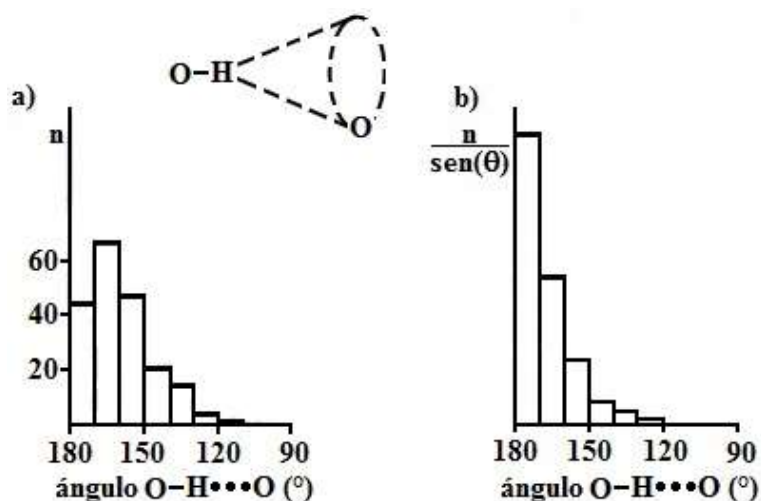 O–H
O
a)
n
60
40
20
180 150 120 90
ángulo O–H•••O (°)
b)
n
sen(θ)
180 150 120 90
ángulo O–H•••O (°)